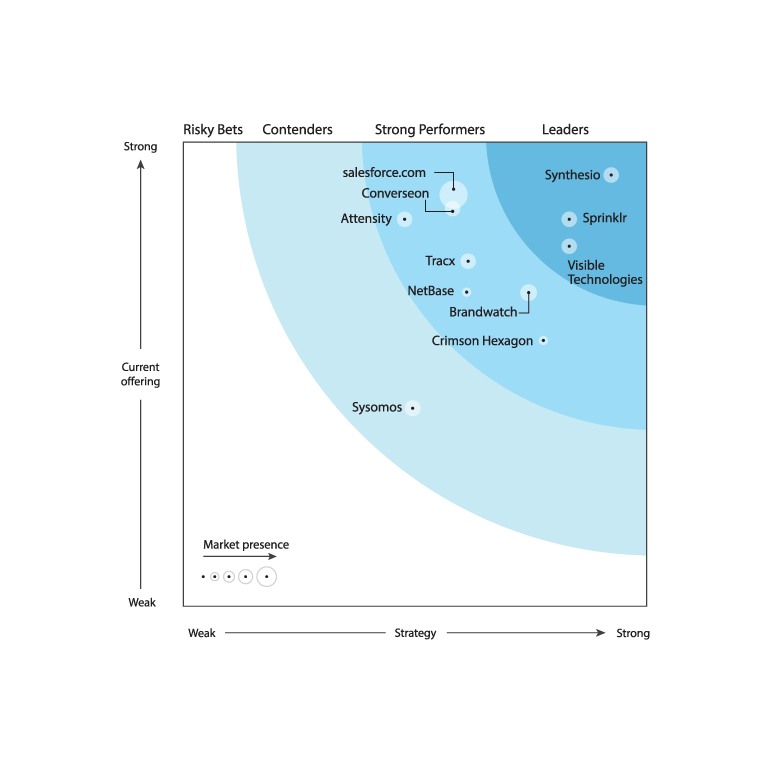 Risky Bets
Contenders
Strong Performers
Leaders
Strong
salesforce.com
Synthesio
Converseon
Attensity
Sprinklr
Tracx
Visible
Technologies
NetBase
Brandwatch
Crimson Hexagon
Current
offering
Sysomos
Market presence
Weak
Weak
Strategy
Strong